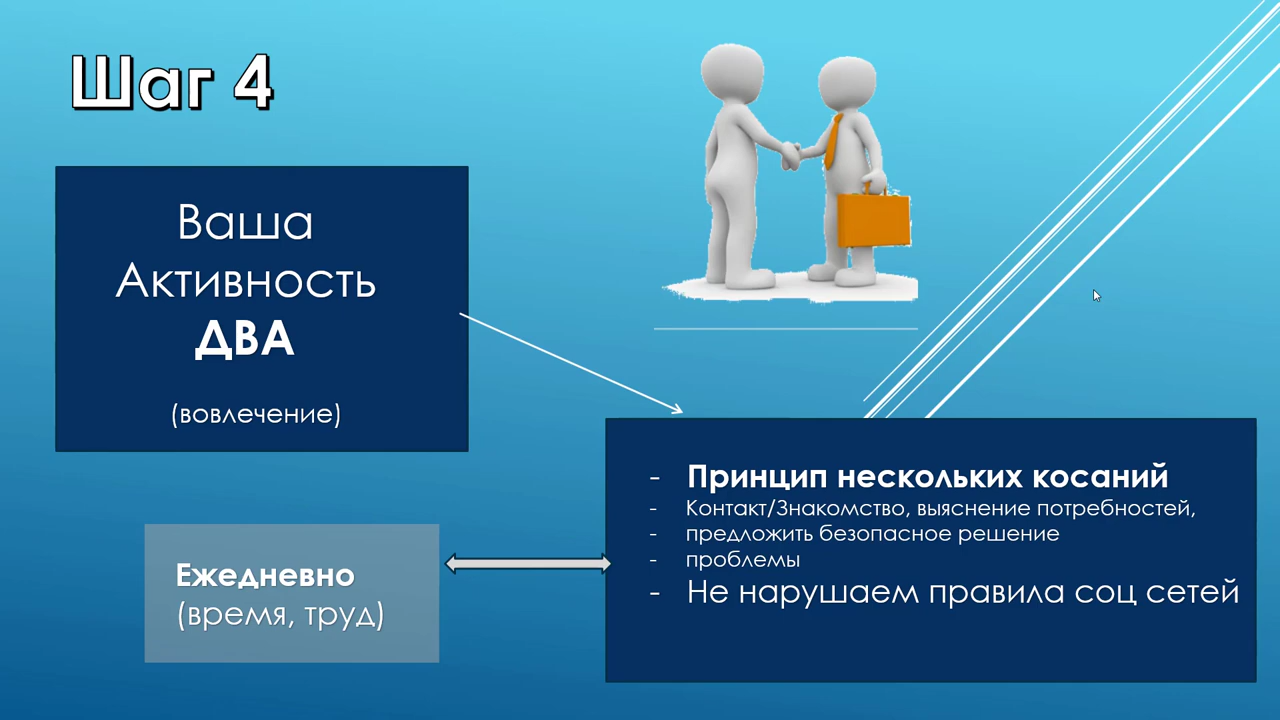 Шаг 4
Ваша
Активность
ДВА
(вовлечение)
- Принцип нескольких косаний
- Контакт/Знакомство, выяснение потребностей,
- предложить безопасное решение
- проблемы
- Не нарушаем правила соц сетей
Ежедневно
(время, труд)